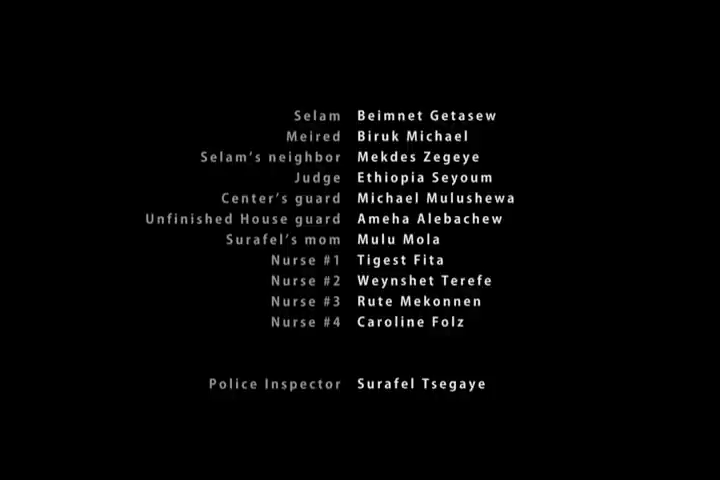 Selam Beimnet Getasew
Meired Biruk Michael
Selam's neighbor Mekdes Zegeye
Judge Ethiopia Seyoum
Center's guard Michael Mulushewa
Unfinished House guard Ameha Alebachew
Surafel's mom Mulu Mola
Nurse #1 Tigest Fita
Nurse #2 Weynshet Terefe
Nurse #3 Rute Mekonnen
Nurse #4 Caroline Folz
Police Inspector Surafel Tsegaye